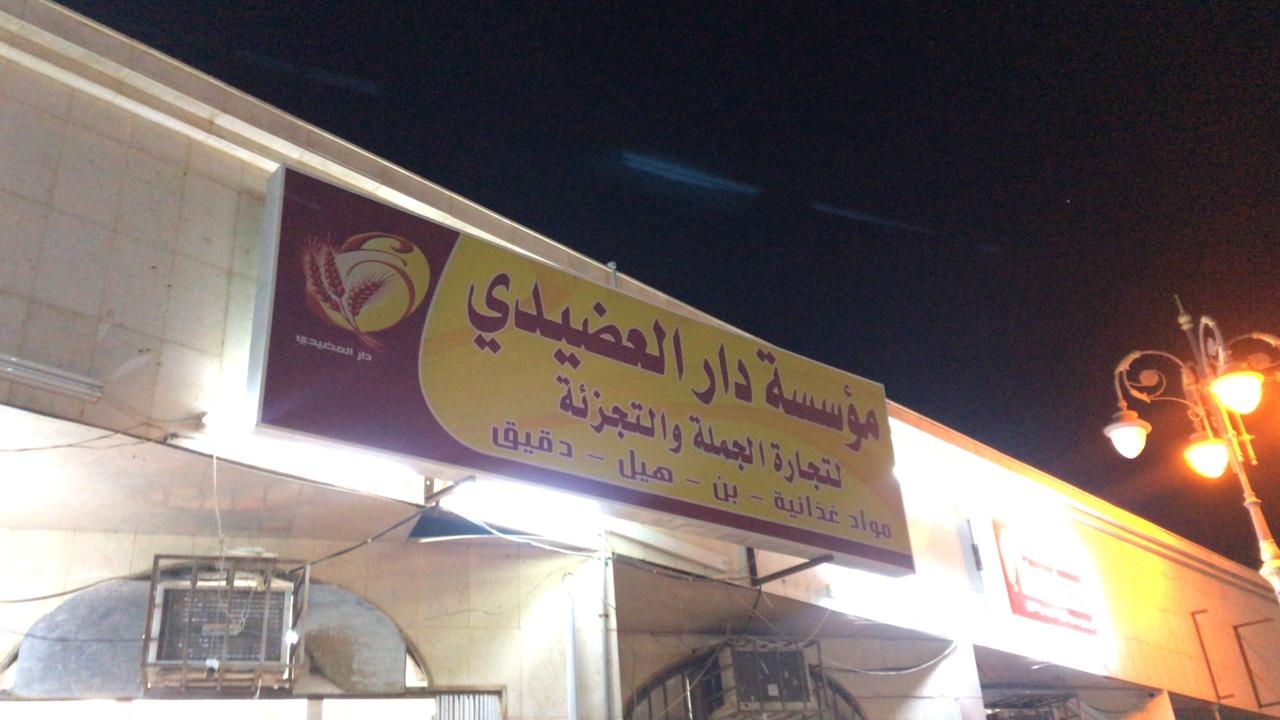 مؤسسة دار العضيدي
لتجارة الجملة والتجزئة
مواد غذائية - بن - هيل - دقيق
دار العضيدي